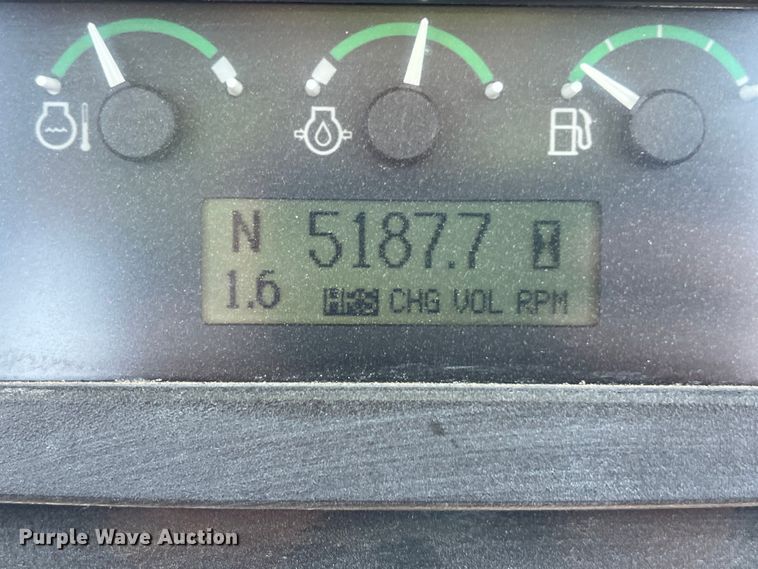 N 5187.7
1.6 HRS CHG VOL RPM
Purple Wave Auction